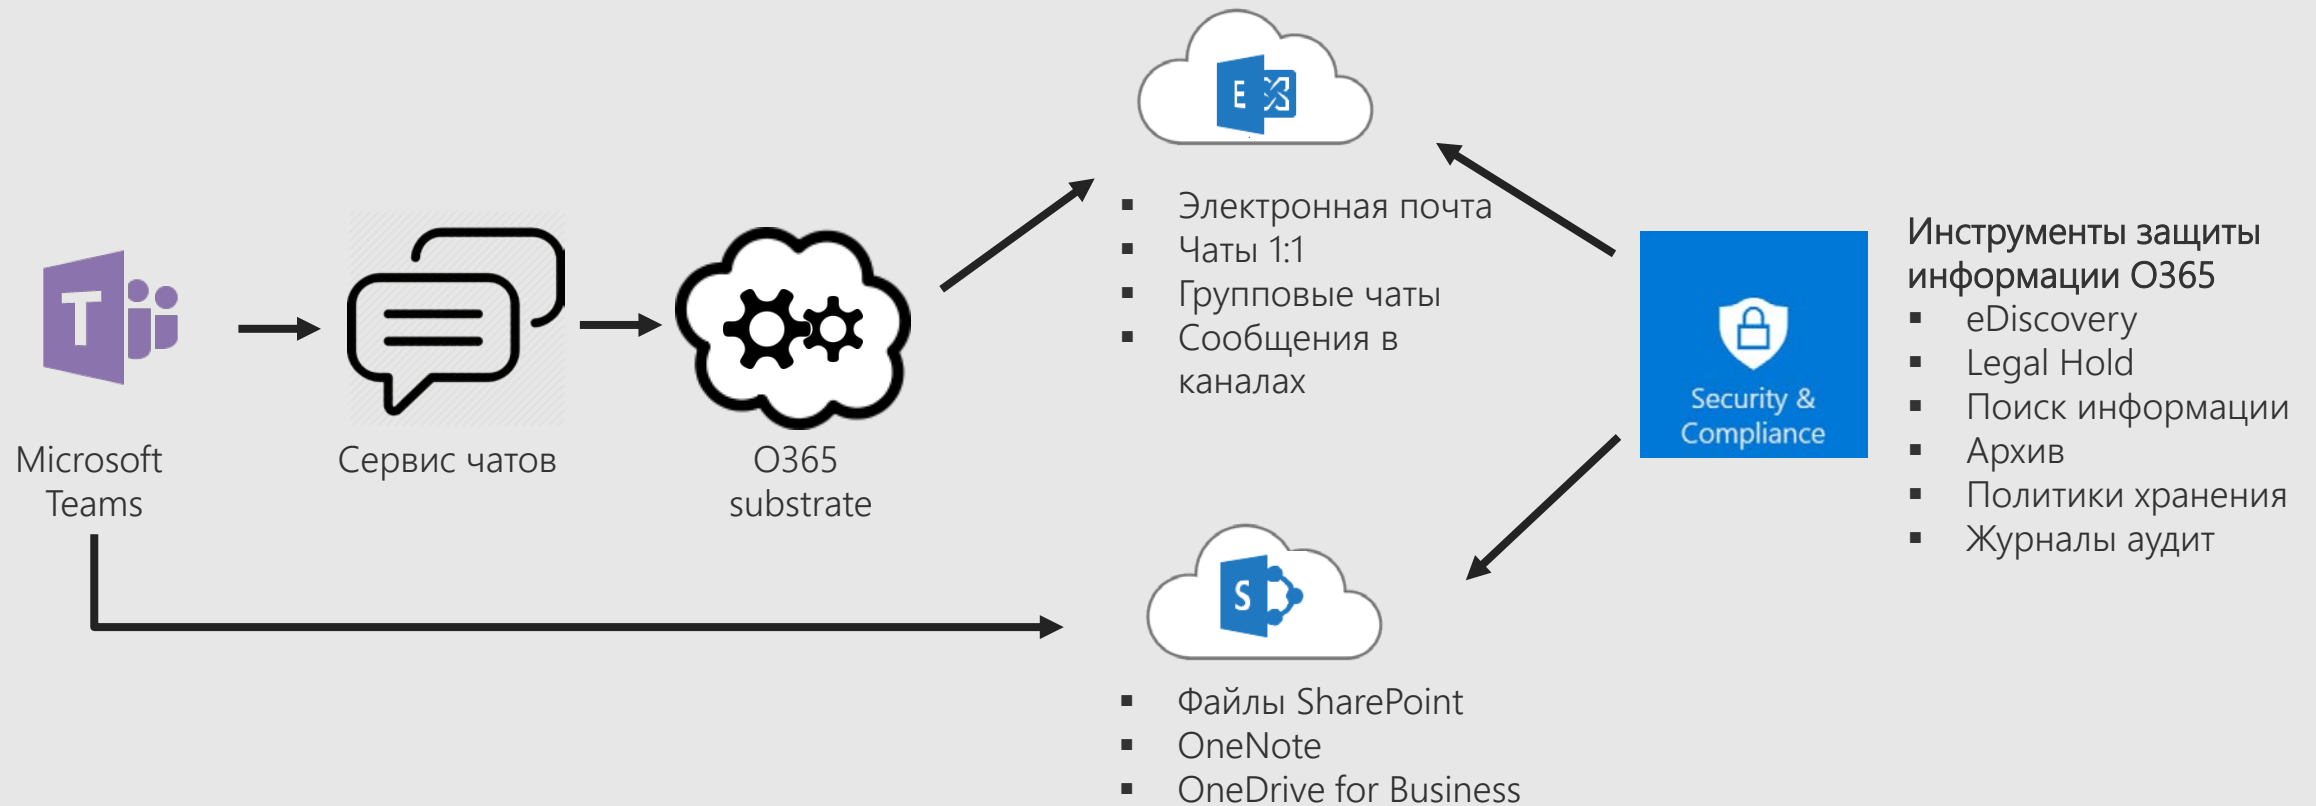 T
Microsoft
Teams
Сервис чатов
O365
substrate
E
▪ Электронная почта
▪ Чаты 1:1
▪ Групповые чаты
▪ Сообщения в
каналах
S
▪ Файлы SharePoint
▪ OneNote
▪ OneDrive for Business
Security &
Compliance
Инструменты защиты
информации O365
▪ eDiscovery
▪ Legal Hold
▪ Поиск информации
▪ Архив
▪ Политики хранения
▪ Журналы аудит